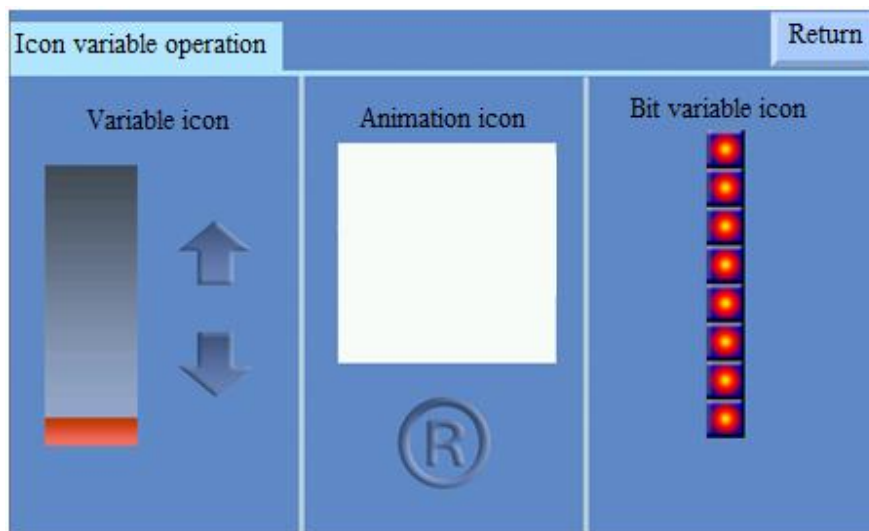 Icon variable operation
Return
Variable icon
Animation icon
Bit variable icon
R